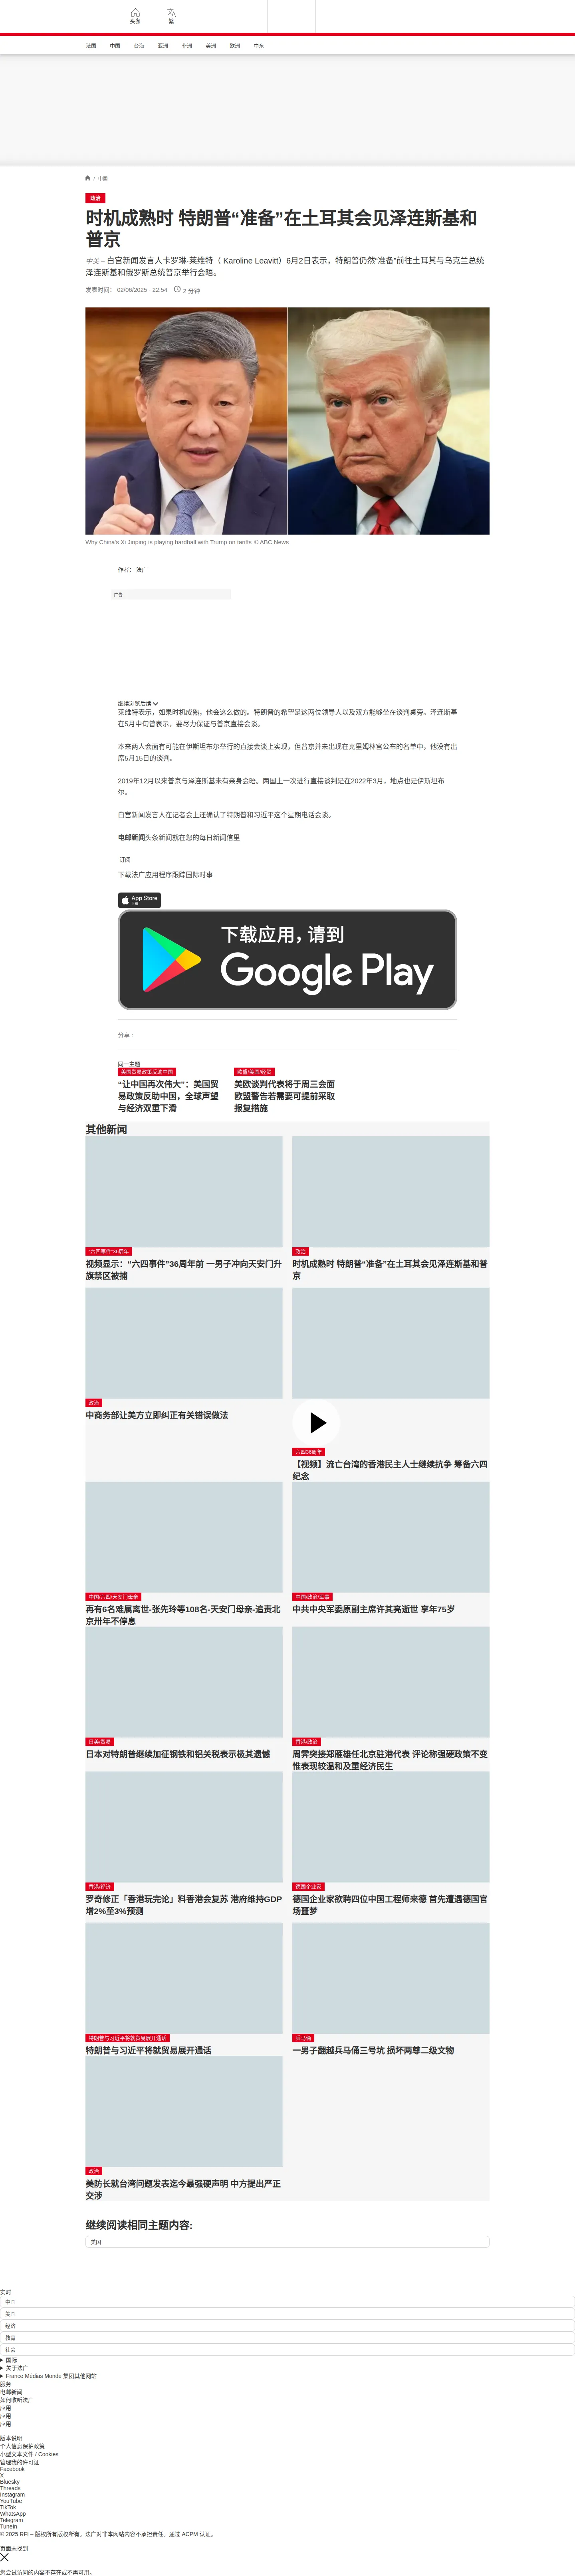 头条
繁
法国 中国 台海 亚洲 非洲 美洲 欧洲 中东
/ 中国
政治
时机成熟时 特朗普“准备”在土耳其会见泽连斯基和
普京
中美 – 白宫新闻发言人卡罗琳·莱维特（ Karoline Leavitt）6月2日表示，特朗普仍然“准备”前往土耳其与乌克兰总统
泽连斯基和俄罗斯总统普京举行会晤。
发表时间： 02/06/2025 - 22:54 2 分钟
Why China's Xi Jinping is playing hardball with Trump on tariffs. © ABC News
作者： 法广
广告
继续浏览后续
莱维特表示，如果时机成熟，他会这么做的。特朗普的希望是这两位领导人以及双方能够坐在谈判桌旁。泽连斯基
在5月中旬曾表示，要尽力保证与普京直接会谈。
本来两人会面有可能在伊斯坦布尔举行的直接会谈上实现，但普京并未出现在克里姆林宫公布的名单中，他没有出
席5月15日的谈判。
2019年12月以来普京与泽连斯基未有亲身会晤。两国上一次进行直接谈判是在2022年3月，地点也是伊斯坦布
尔。
白宫新闻发言人在记者会上还确认了特朗普和习近平这个星期电话会谈。
电邮新闻头条新闻就在您的每日新闻信里
订阅
下载法广应用程序跟踪国际时事
App Store
下载
下载应用，请到
Google Play
分享 :
同一主题
美国贸易政策反助中国
“让中国再次伟大”：美国贸
易政策反助中国，全球声望
与经济双重下滑
欧盟/美国/经贸
美欧谈判代表将于周三会面
欧盟警告若需要可提前采取
报复措施
其他新闻
“六四事件”36周年
视频显示：“六四事件”36周年前 一男子冲向天安门升
旗禁区被捕
政治
时机成熟时 特朗普“准备”在土耳其会见泽连斯基和普
京
政治
中商务部让美方立即纠正有关错误做法
六四36周年
【视频】流亡台湾的香港民主人士继续抗争 筹备六四
纪念
中国/六四/天安门母亲
再有6名难属离世-张先玲等108名-天安门母亲-追责北
京卅年不停息
中国/政治/军事
中共中央军委原副主席许其亮逝世 享年75岁
日美/贸易
日本对特朗普继续加征钢铁和铝关税表示极其遗憾
香港/政治
周霁突接郑雁雄任北京驻港代表 评论称强硬政策不变
惟表现较温和及重经济民生
香港/经济
罗奇修正「香港玩完论」料香港会复苏 港府维持GDP
增2%至3%预测
德国企业家
德国企业家欲聘四位中国工程师来德 首先遭遇德国官
场噩梦
特朗普与习近平将就贸易展开通话
特朗普与习近平将就贸易展开通话
兵马俑
一男子翻越兵马俑三号坑 损坏两尊二级文物
政治
美防长就台湾问题发表迄今最强硬声明 中方提出严正
交涉
继续阅读相同主题内容:
美国
实时
中国
美国
经济
教育
社会
国际
关于法广
France Médias Monde 集团其他网站
服务
电邮新闻
如何收听法广
应用
应用
应用
版本说明
个人信息保护政策
小型文本文件 / Cookies
管理我的许可证
Facebook
X
Bluesky
Threads
Instagram
YouTube
TikTok
WhatsApp
Telegram
TuneIn
© 2025 RFI – 版权所有版权所有。法广对非本网站内容不承担责任。通过 ACPM 认证。
页面未找到
您尝试访问的内容不存在或不再可用。